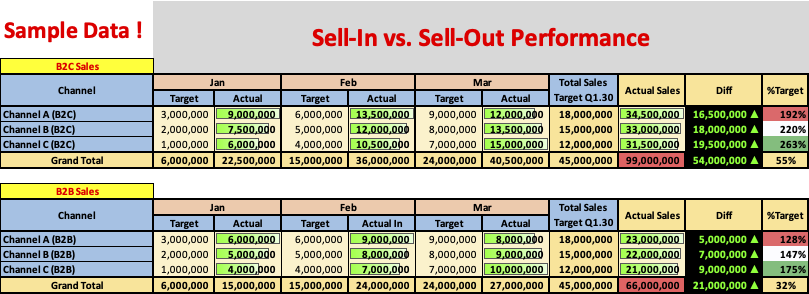 Sample Data !
Sell-In vs. Sell-Out Performance
B2C Sales
Channel Jan Feb Mar Total Sales Target Q1.30 Actual Sales Diff %Target
Target Actual Target Actual Target Actual
Channel A (B2C) 3,000,000 9,000,000 6,000,000 13,500,000 9,000,000 12,000,000 18,000,000 34,500,000 16,500,000 ▲ 192%
Channel B (B2C) 2,000,000 7,500,000 5,000,000 12,000,000 8,000,000 13,500,000 15,000,000 33,000,000 18,000,000 ▲ 220%
Channel C (B2C) 1,000,000 6,000,000 4,000,000 10,500,000 7,000,000 15,000,000 12,000,000 31,500,000 19,500,000 ▲ 263%
Grand Total 6,000,000 22,500,000 15,000,000 36,000,000 24,000,000 40,500,000 45,000,000 99,000,000 54,000,000 ▲ 55%
B2B Sales
Channel Jan Feb Mar Total Sales Target Q1.30 Actual Sales Diff %Target
Target Actual Target Actual In Target Actual
Channel A (B2B) 3,000,000 6,000,000 6,000,000 9,000,000 9,000,000 8,000,000 18,000,000 23,000,000 5,000,000 ▲ 128%
Channel B (B2B) 2,000,000 5,000,000 5,000,000 8,000,000 8,000,000 9,000,000 15,000,000 22,000,000 7,000,000 ▲ 147%
Channel C (B2B) 1,000,000 4,000,000 4,000,000 7,000,000 7,000,000 10,000,000 12,000,000 21,000,000 9,000,000 ▲ 175%
Grand Total 6,000,000 15,000,000 15,000,000 24,000,000 24,000,000 27,000,000 45,000,000 66,000,000 21,000,000 ▲ 32%